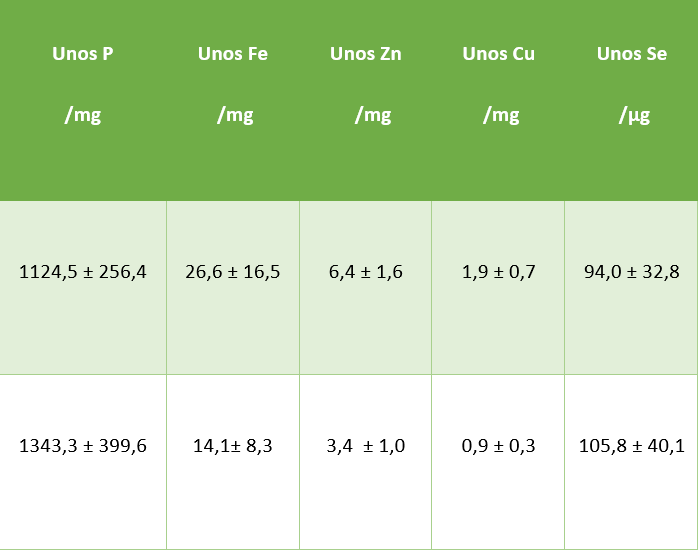 Unos P Unos Fe Unos Zn Unos Cu Unos Se
/mg /mg /mg /mg /µg
1124,5 ± 256,4 26,6 ± 16,5 6,4 ± 1,6 1,9 ± 0,7 94,0 ± 32,8
1343,3 ± 399,6 14,1± 8,3 3,4  ± 1,0 0,9 ± 0,3 105,8 ± 40,1